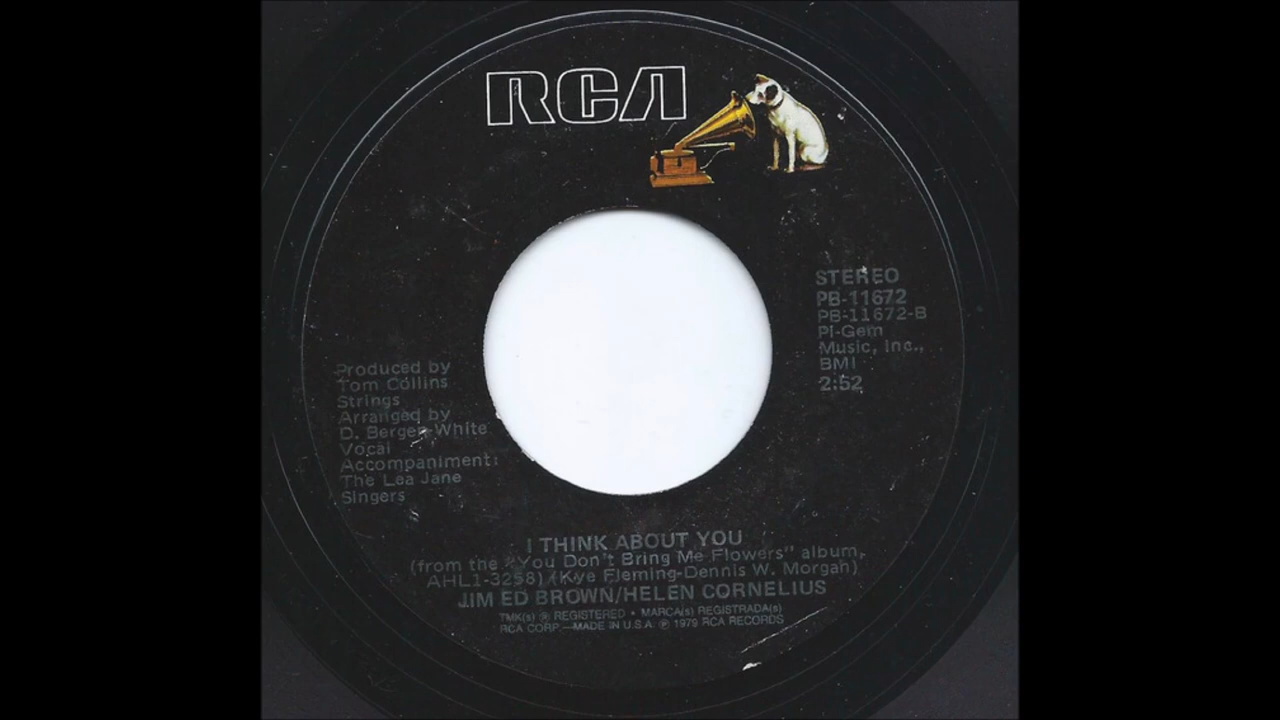 RCA
STEREO
PB-11672
PB-11672-B
Pi-Gem
Music, Inc.,
BMI
2:52
Produced by
Tom Collins
Strings
Arranged by
D. Bergen-White
Vocal
Accompaniment:
The Lea Jane
Singers
I THINK ABOUT YOU
(from the "You Don't Bring Me Flowers" album,
AHL1-3258) (Kye Fleming-Dennis W. Morgan)
JIM ED BROWN/HELEN CORNELIUS
TMK(s) ® REGISTERED • MARCA(s) REGISTRADA(s)
RCA CORP.—MADE IN U.S.A. ℗ 1979 RCA RECORDS